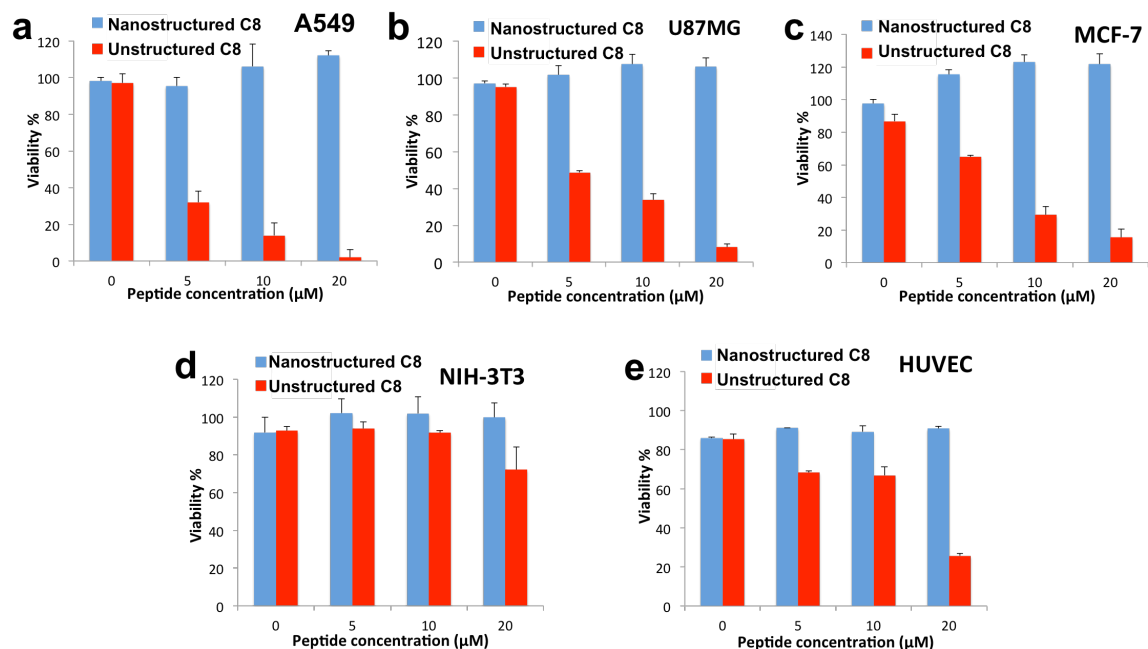 a
Nanostructured C8
Unstructured C8
A549
120
100
80
60
40
20
0
Viability %
0 5 10 20
Peptide concentration (μM)
b
Nanostructured C8
Unstructured C8
U87MG
120
100
80
60
40
20
0
Viability %
0 5 10 20
Peptide concentration (μM)
c
Nanostructured C8
Unstructured C8
MCF-7
140
120
100
80
60
40
20
0
Viability %
0 5 10 20
Peptide concentration (μM)
d
Nanostructured C8
Unstructured C8
NIH-3T3
120
100
80
60
40
20
0
Viability %
0 5 10 20
Peptide concentration (μM)
e
Nanostructured C8
Unstructured C8
HUVEC
120
100
80
60
40
20
0
Viability %
0 5 10 20
Peptide concentration (μM)